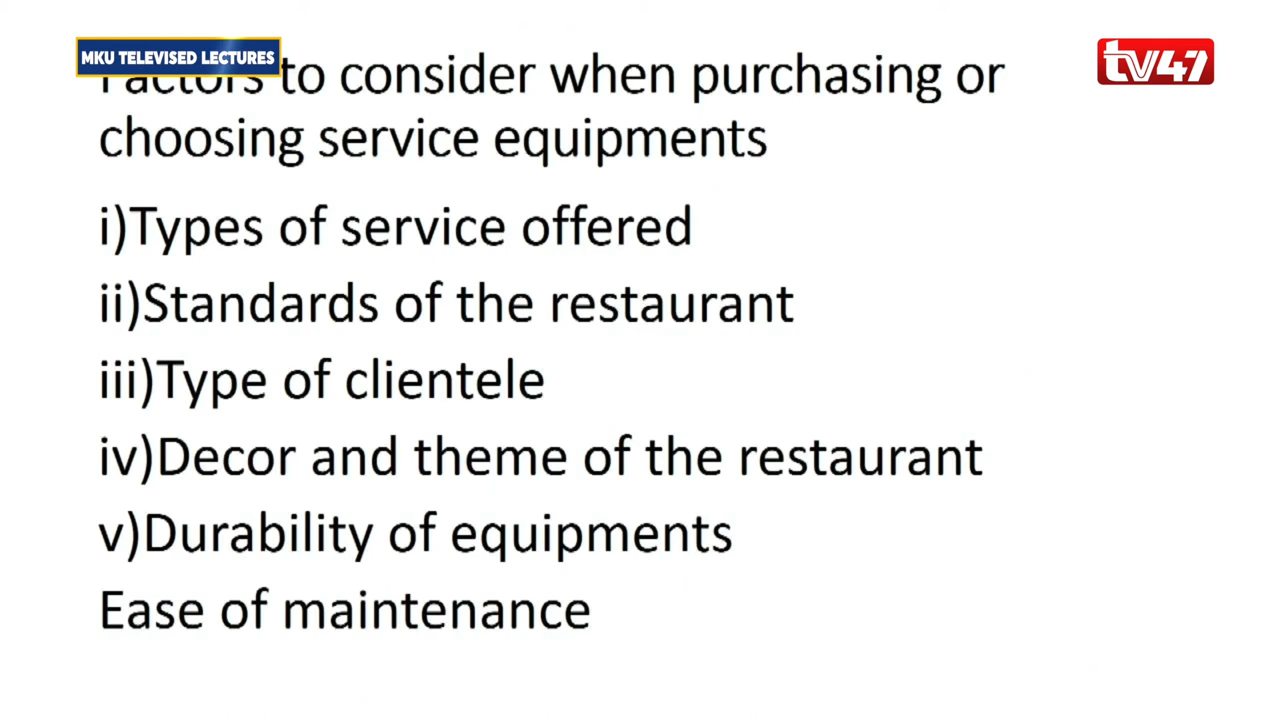 MKU TELEVISED LECTURES
tv47
Factors to consider when purchasing or
choosing service equipments
i)Types of service offered
ii)Standards of the restaurant
iii)Type of clientele
iv)Decor and theme of the restaurant
v)Durability of equipments
Ease of maintenance